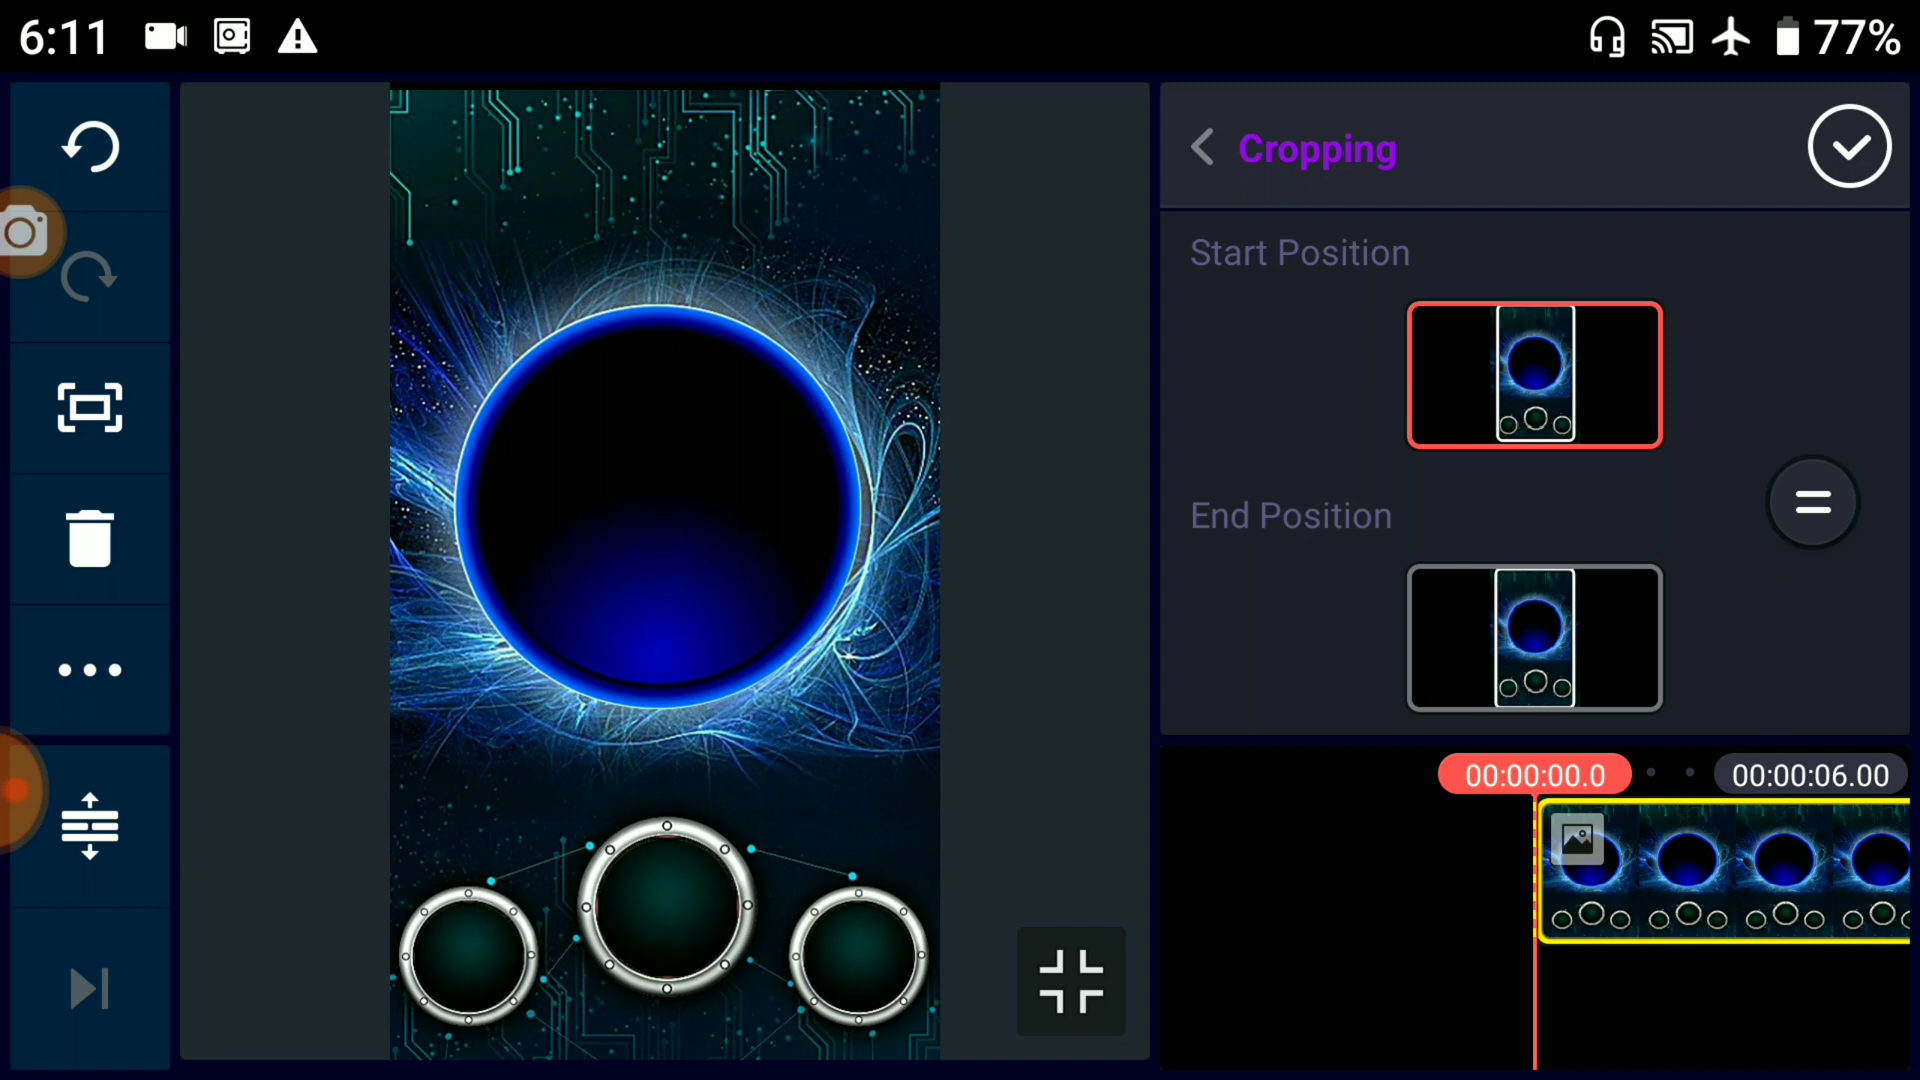 6:11
77%
Cropping
Start Position
End Position
00:00:00.0
00:00:06.00